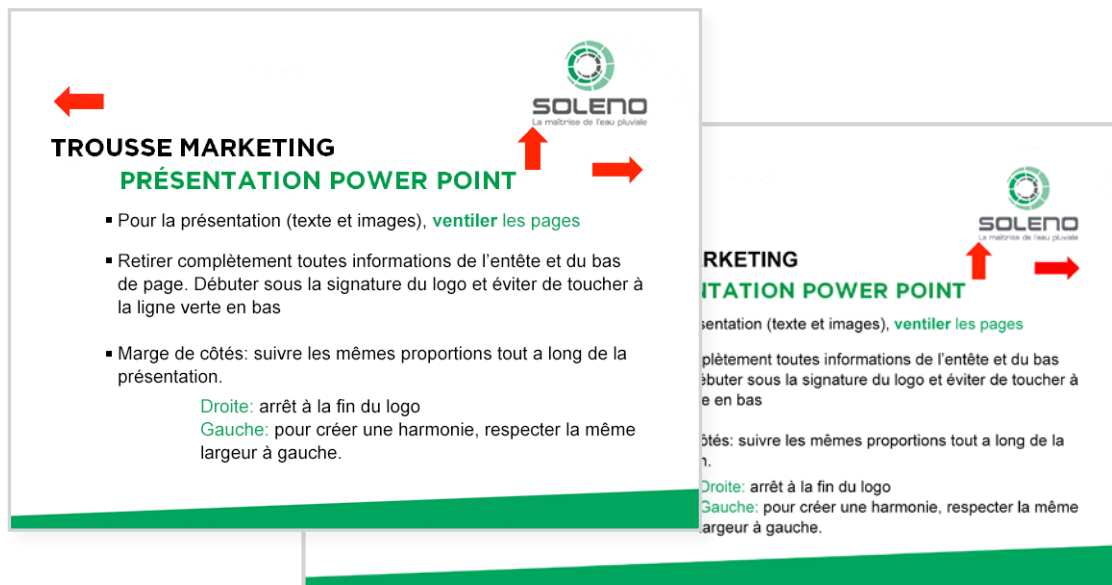 SOLENO
La maîtrise de l'eau pluviale
TROUSSE MARKETING
PRÉSENTATION POWER POINT
Pour la présentation (texte et images), ventiler les pages
Retirer complètement toutes informations de l'entête et du bas
de page. Débuter sous la signature du logo et éviter de toucher à
la ligne verte en bas
Marge de côtés: suivre les mêmes proportions tout a long de la
présentation.
Droite: arrêt à la fin du logo
Gauche: pour créer une harmonie, respecter la même
largeur à gauche.
SOLENO
La maîtrise de l'eau pluviale
RKETING
NTATION POWER POINT
sentation (texte et images), ventiler les pages
plètement toutes informations de l'entête et du bas
ébuter sous la signature du logo et éviter de toucher à
e en bas
ôtés: suivre les mêmes proportions tout a long de la
n.
Droite: arrêt à la fin du logo
Gauche: pour créer une harmonie, respecter la même
largeur à gauche.